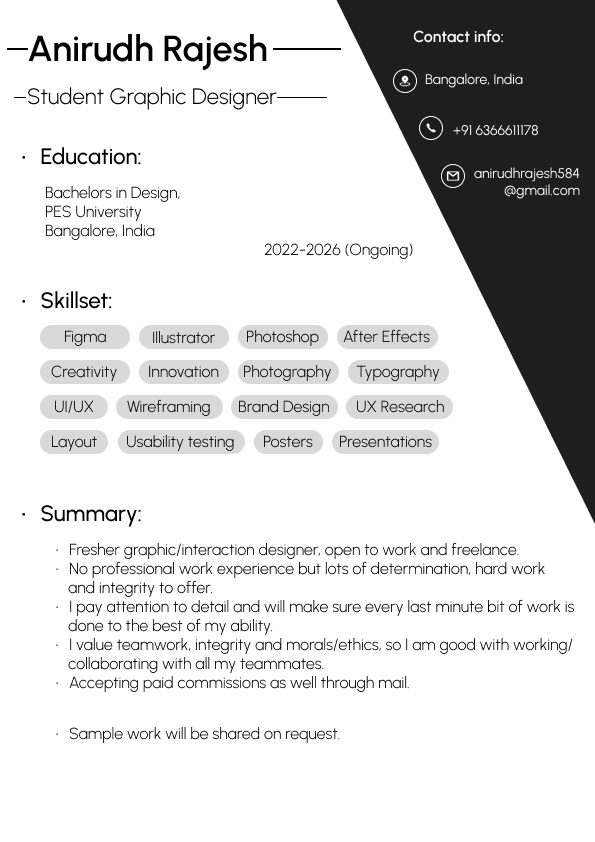 Anirudh Rajesh
Student Graphic Designer
Contact info:
Bangalore, India
+91 6366611178
anirudhrajesh584
@gmail.com
· Education:
Bachelors in Design,
PES University
Bangalore, India
2022-2026 (Ongoing)
· Skillset:
Figma Illustrator Photoshop After Effects
Creativity Innovation Photography Typography
UI/UX Wireframing Brand Design UX Research
Layout Usability testing Posters Presentations
· Summary:
· Fresher graphic/interaction designer, open to work and freelance.
· No professional work experience but lots of determination, hard work
and integrity to offer.
· I pay attention to detail and will make sure every last minute bit of work is
done to the best of my ability.
· I value teamwork, integrity and morals/ethics, so I am good with working/
collaborating with all my teammates.
· Accepting paid commissions as well through mail.
· Sample work will be shared on request.